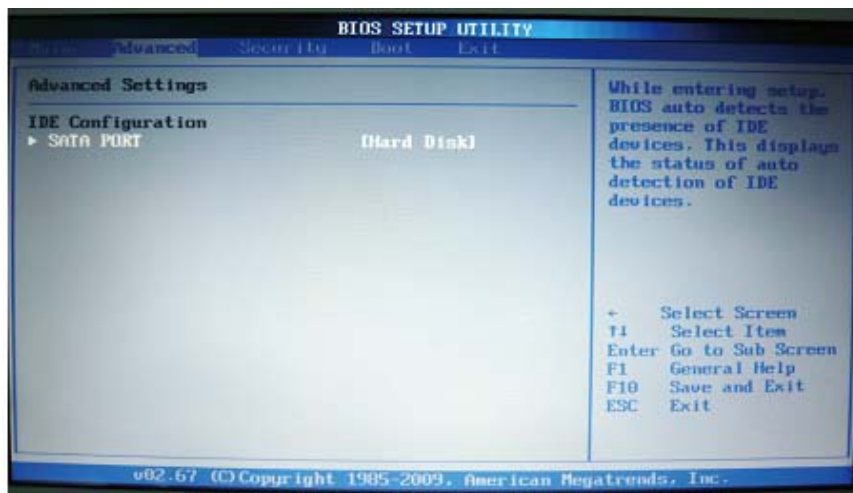 BIOS SETUP UTILITY
Main Advanced Security Boot Exit
Advanced Settings
IDE Configuration
► SATA PORT [Hard Disk]
While entering setup,
BIOS auto detects the
presence of IDE
devices. This displays
the status of auto
detection of IDE
devices.
← Select Screen
↑↓ Select Item
Enter Go to Sub Screen
F1 General Help
F10 Save and Exit
ESC Exit
v02.67 (C)Copyright 1985-2009, American Megatrends, Inc.